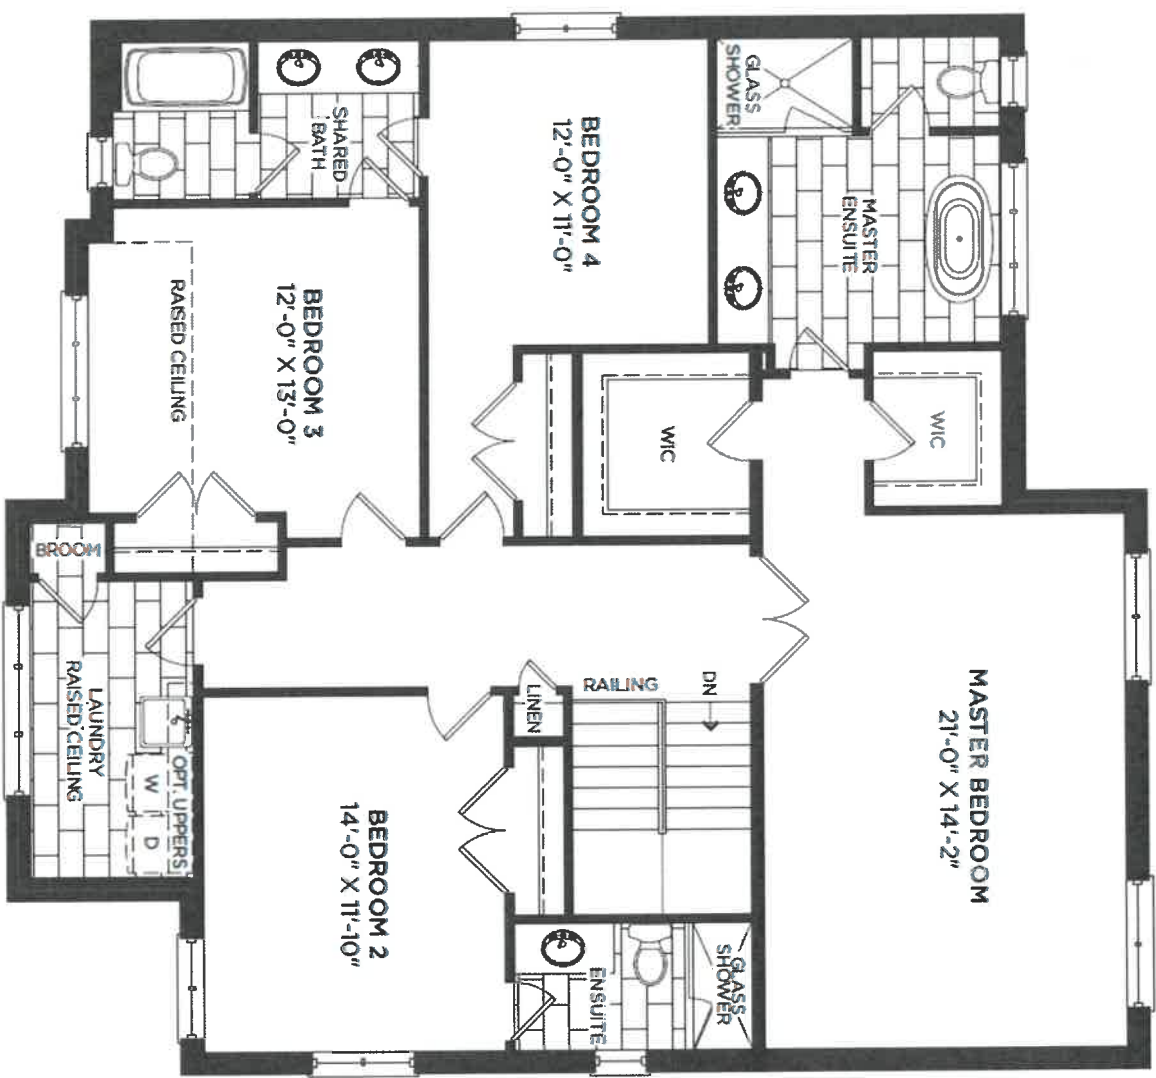 GLASS
SHOWER
MASTER
ENSUITE
WIC
WIC
MASTER BEDROOM
21'-0" X 14'-2"
BEDROOM 4
12'-0" X 11'-0"
SHARED
BATH
BEDROOM 3
12'-0" X 13'-0"
RAISED CEILING
BROOM
LAUNDRY
RAISED CEILING
OPT. UPPERS
W
D
LINEN
RAILING
DN
BEDROOM 2
14'-0" X 11'-10"
ENSUITE
GLASS
SHOWER